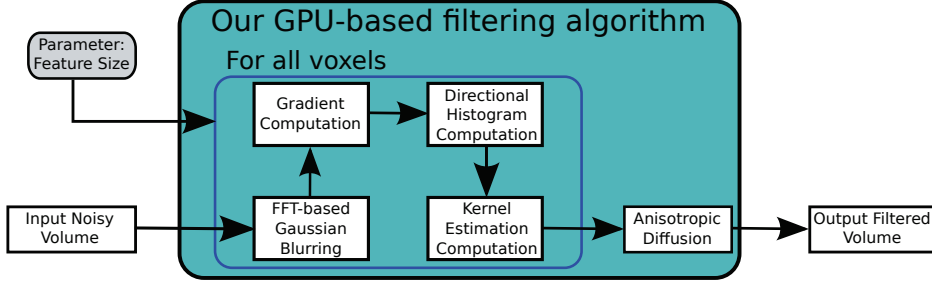 Our GPU-based filtering algorithm
Parameter:
Feature Size
For all voxels
Gradient
Computation
Directional
Histogram
Computation
Input Noisy
Volume
FFT-based
Gaussian
Blurring
Kernel
Estimation
Computation
Anisotropic
Diffusion
Output Filtered
Volume